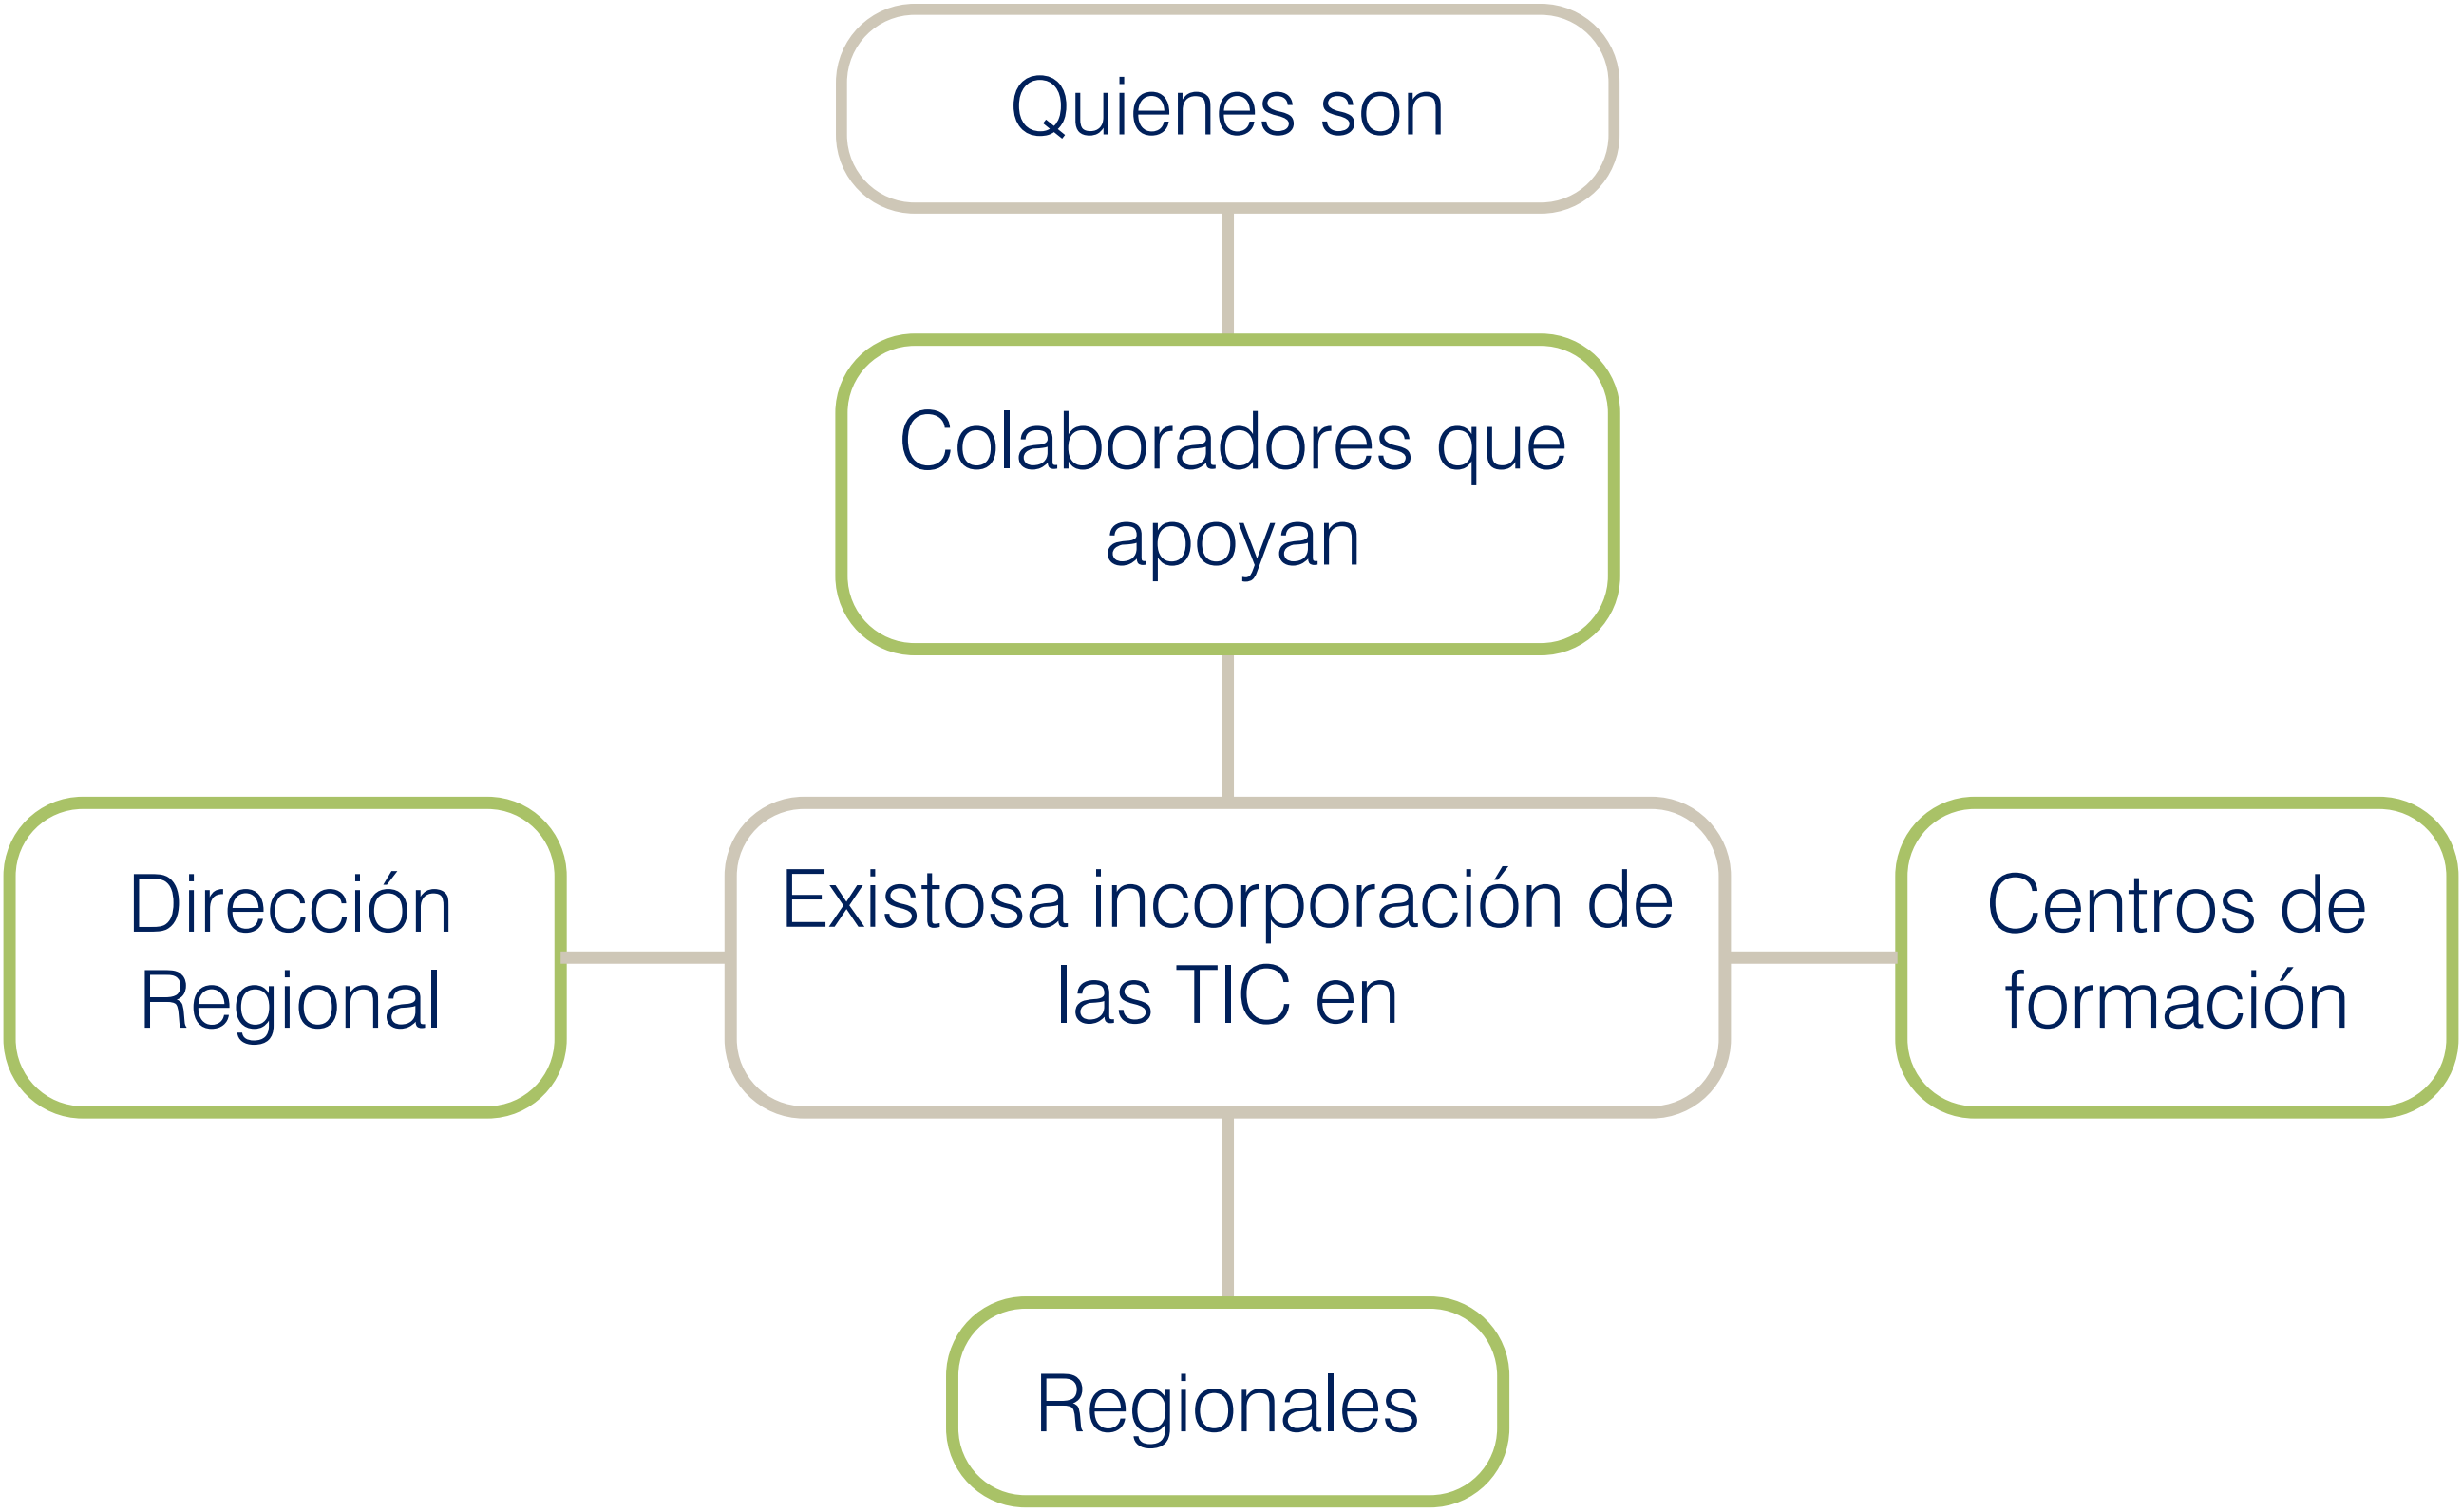 Quienes son
Colaboradores que
apoyan
Dirección
Regional
Existosa incorporación de
las TIC en
Centros de
formación
Regionales